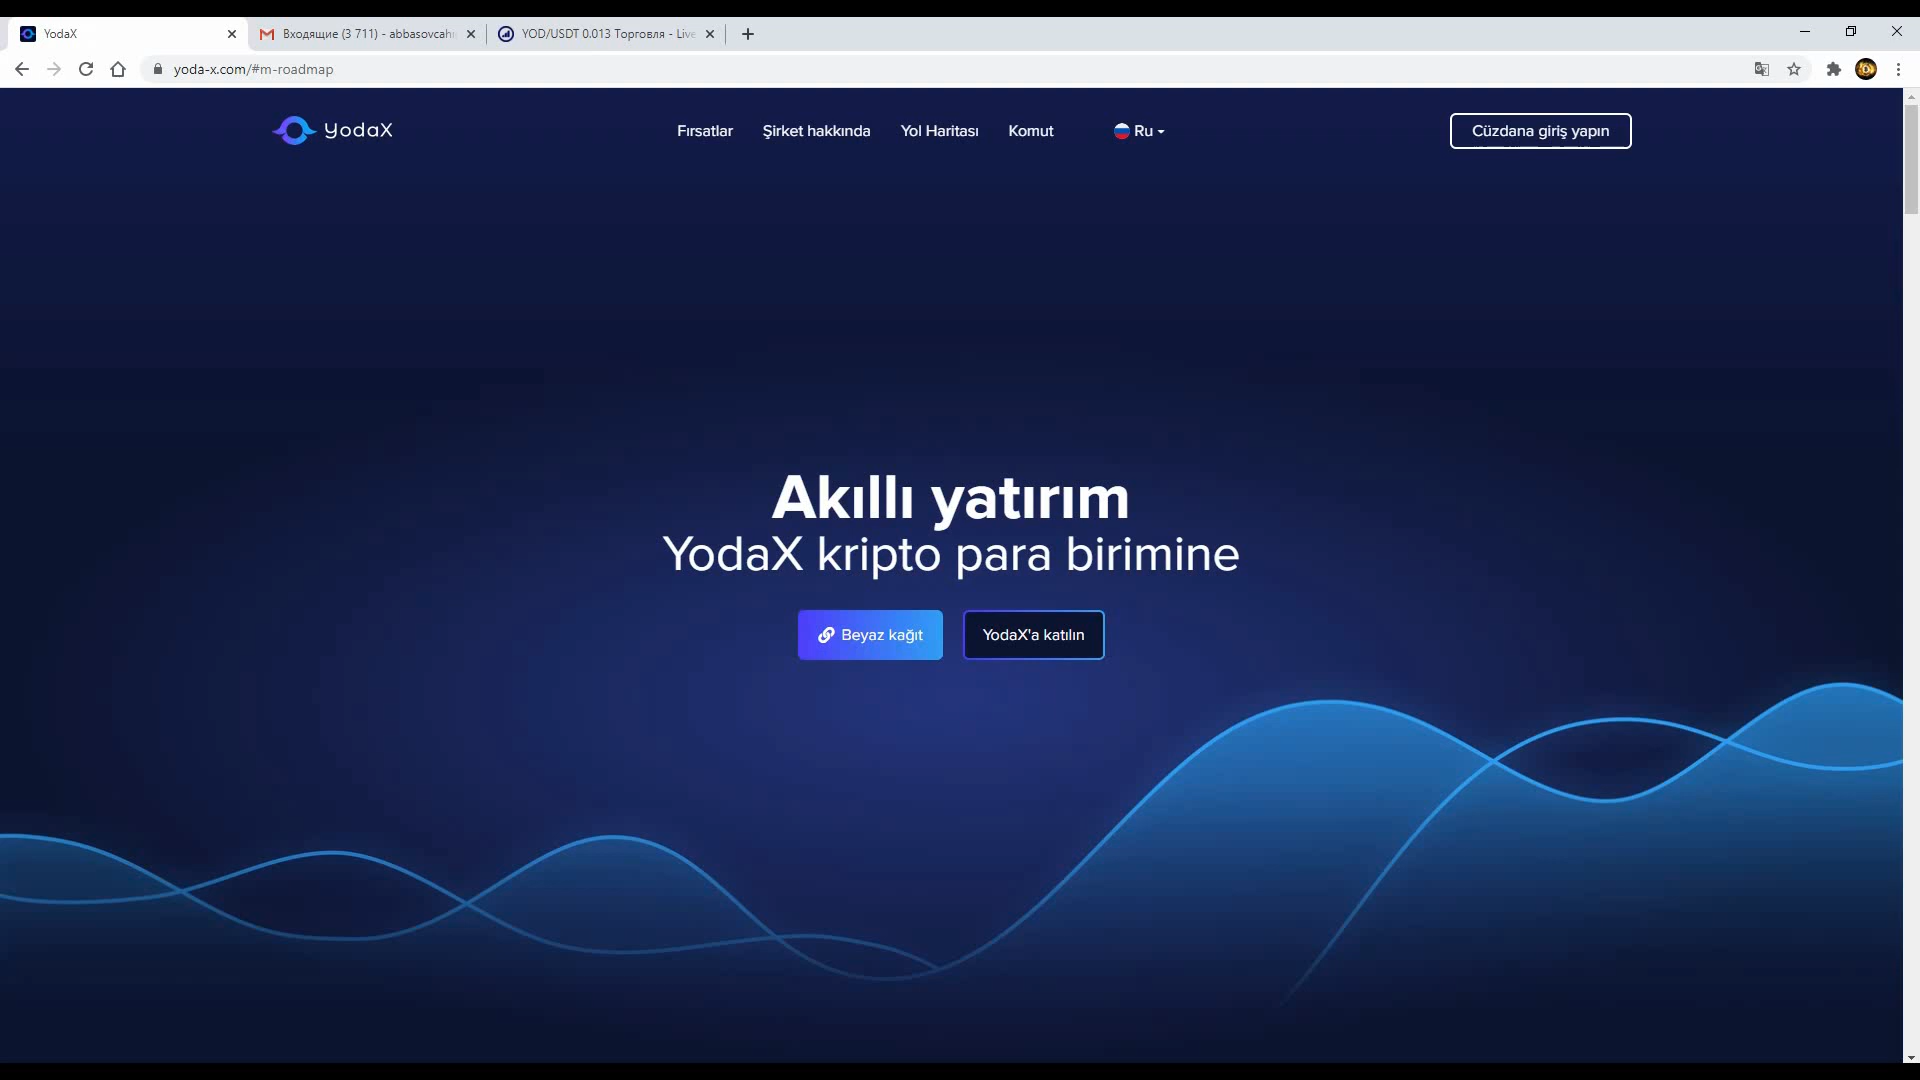 YodaX
Входящие (3 711) - abbasovcah
YOD/USDT 0.013 Торговля - Live
yoda-x.com/#m-roadmap
YodaX
Fırsatlar
Şirket hakkında
Yol Haritası
Komut
Ru
Cüzdana giriş yapın
Akıllı yatırım
YodaX kripto para birimine
Beyaz kağıt
YodaX'a katılın